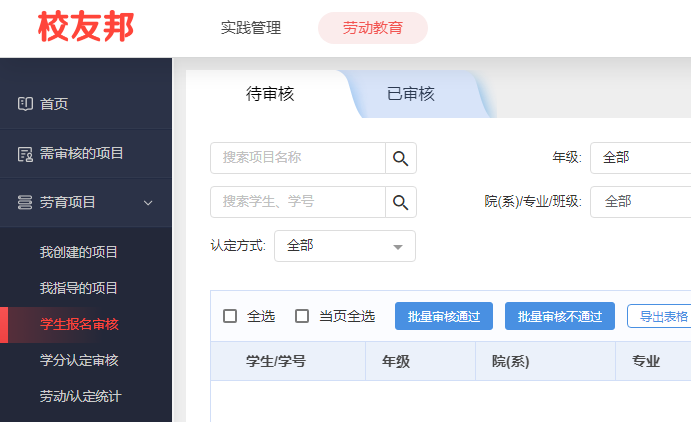 校友邦
实践管理 劳动教育
首页
需审核的项目
劳育项目
我创建的项目
我指导的项目
学生报名审核
学分认定审核
劳动/认定统计
待审核 已审核
搜索项目名称 年级: 全部
搜索学生、学号 院(系)/专业/班级: 全部
认定方式: 全部
全选 当页全选 批量审核通过 批量审核不通过 导出表格
学生/学号 年级 院(系) 专业